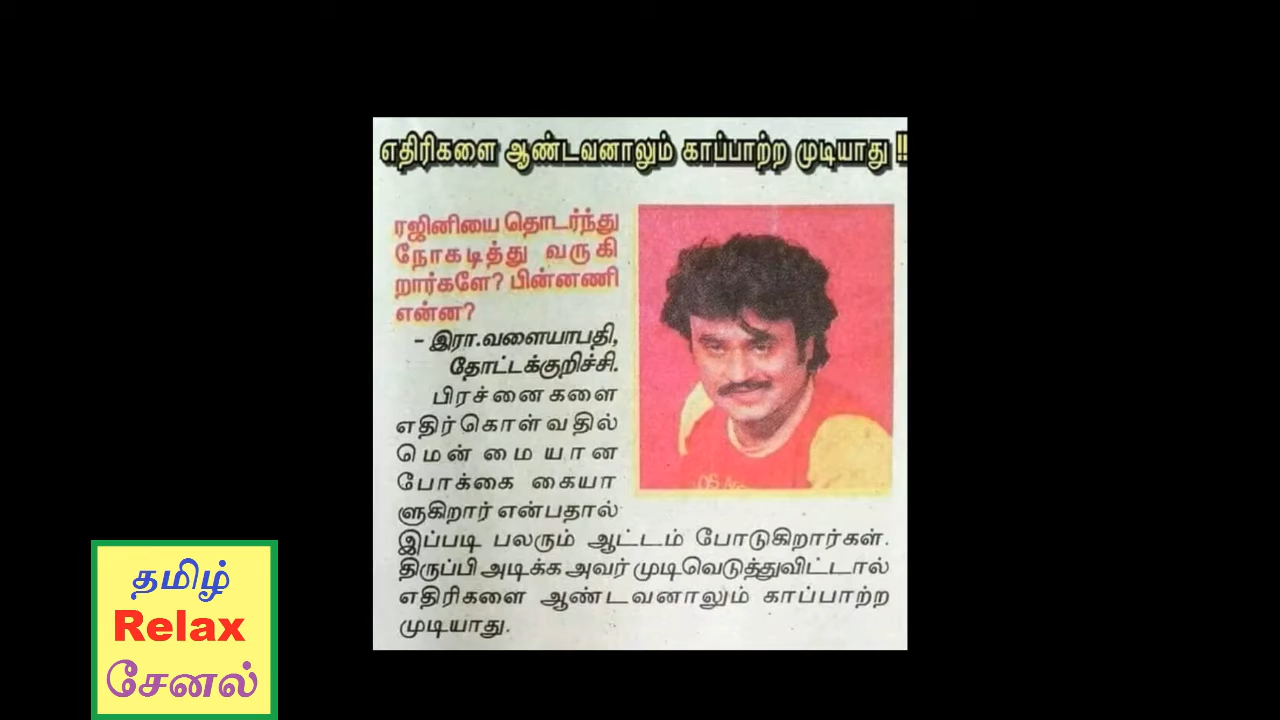 எதிரிகளை ஆண்டவனாலும் காப்பாற்ற முடியாது !!
ரஜினியை தொடர்ந்து
நோகடித்து வருகி
றார்களே? பின்னணி
என்ன?
- இரா.வளையாபதி,
தோட்டக்குறிச்சி.
பிரச்னைகளை
எதிர்கொள்வதில்
மென்மையான
போக்கை கையா
ளுகிறார் என்பதால்
இப்படி பலரும் ஆட்டம் போடுகிறார்கள்.
திருப்பி அடிக்க அவர் முடிவெடுத்துவிட்டால்
எதிரிகளை ஆண்டவனாலும் காப்பாற்ற
முடியாது.
தமிழ்
Relax
சேனல்